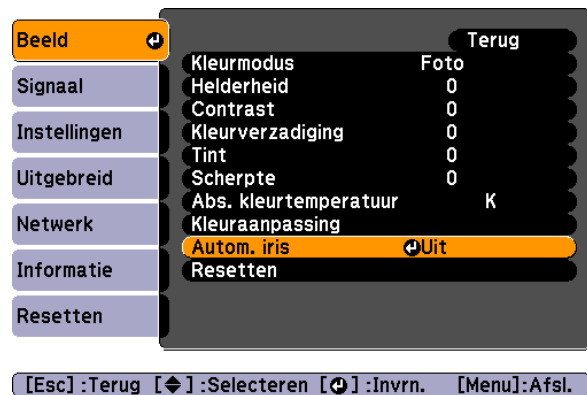 Beeld
Signaal
Instellingen
Uitgebreid
Netwerk
Informatie
Resetten
Terug
Kleurmodus Foto
Helderheid 0
Contrast 0
Kleurverzadiging 0
Tint 0
Scherpte 0
Abs. kleurtemperatuur K
Kleuraanpassing
Autom. iris Uit
Resetten
[Esc] :Terug [◆] :Selecteren [⏎] :Invrn. [Menu]:Afsl.